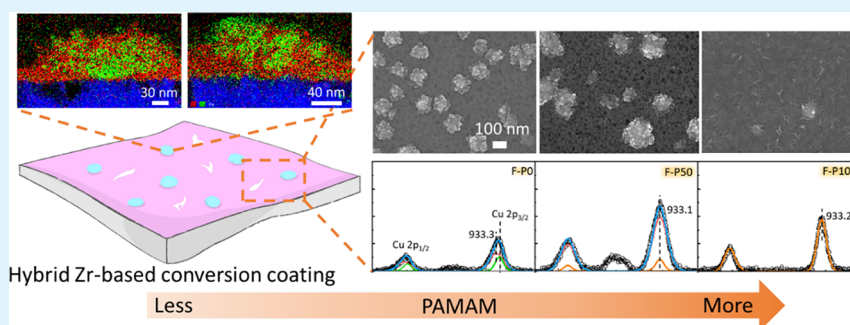 30 nm
40 nm
100 nm
F-P0
F-P50
F-P10
Cu 2p1/2
933.3
Cu 2p3/2
933.1
933.2
Hybrid Zr-based conversion coating
Less
PAMAM
More